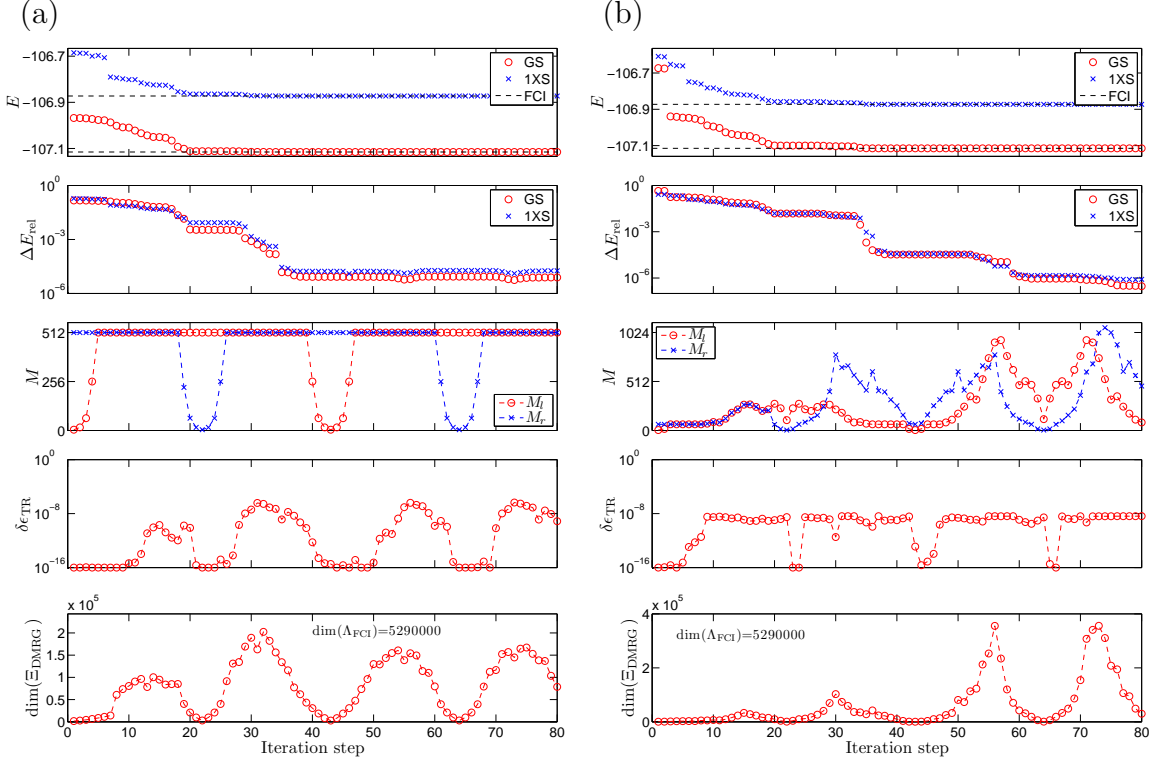 (a)
−106.7
−106.9
−107.1
E
GS
1XS
FCI
10^0
10^−3
10^−6
ΔE_rel
GS
1XS
512
256
0
M
M_l
M_r
10^0
10^−8
10^−16
δϵ_TR
x 10^5
2
1.5
1
0.5
0
dim(Ξ_DMRG)
dim(Λ_FCI)=5290000
0 10 20 30 40 50 60 70 80
Iteration step
(b)
−106.7
−106.9
−107.1
E
GS
1XS
FCI
10^0
10^−3
10^−6
ΔE_rel
GS
1XS
1024
512
0
M
M_l
M_r
10^0
10^−8
10^−16
δϵ_TR
x 10^5
4
2
0
dim(Ξ_DMRG)
dim(Λ_FCI)=5290000
0 10 20 30 40 50 60 70 80
Iteration step